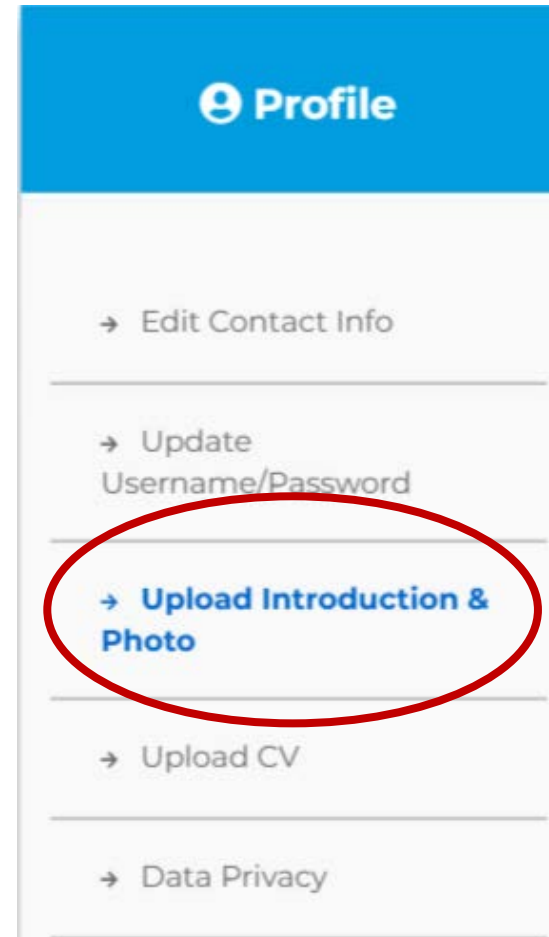 Profile
→ Edit Contact Info
→ Update
Username/Password
→ Upload Introduction &
Photo
→ Upload CV
→ Data Privacy